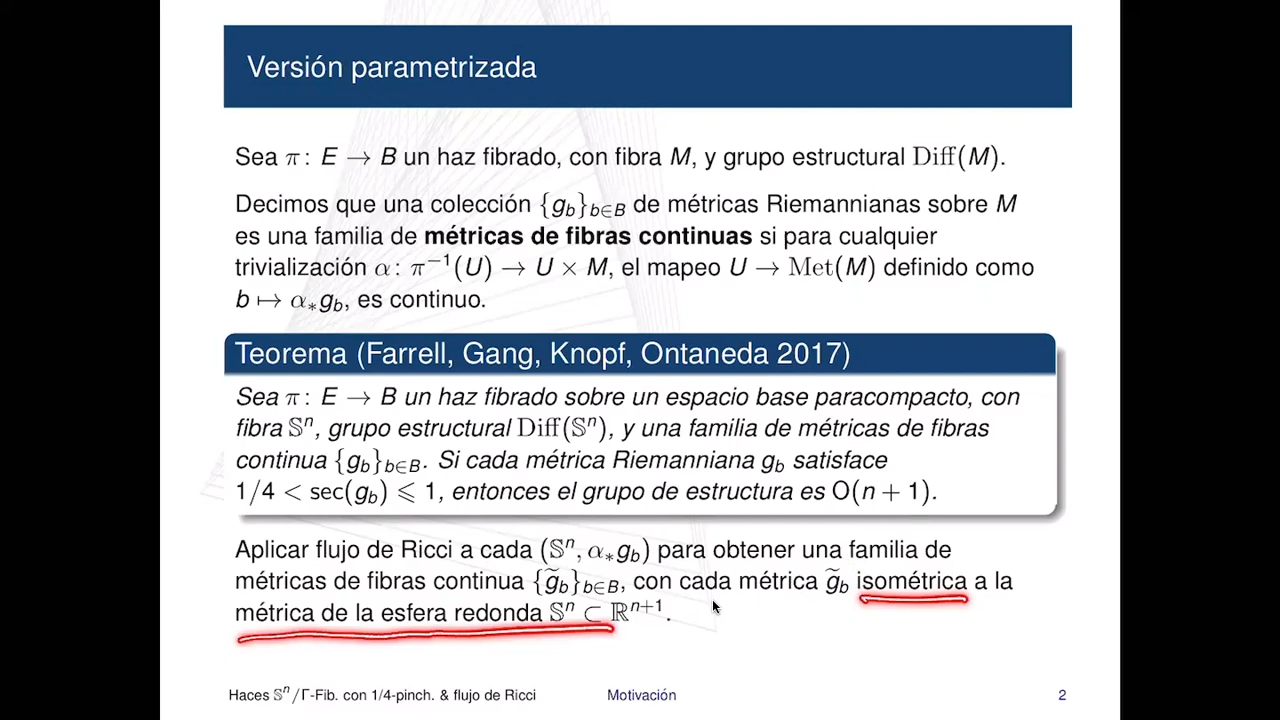 Versión parametrizada
Sea π: E → B un haz fibrado, con fibra M, y grupo estructural Diff(M).
Decimos que una colección {g_b}_{b∈B} de métricas Riemannianas sobre M
es una familia de métricas de fibras continuas si para cualquier
trivialización α: π⁻¹(U) → U × M, el mapeo U → Met(M) definido como
b ↦ α_*g_b, es continuo.
Teorema (Farrell, Gang, Knopf, Ontaneda 2017)
Sea π: E → B un haz fibrado sobre un espacio base paracompacto, con
fibra 𝕊ⁿ, grupo estructural Diff(𝕊ⁿ), y una familia de métricas de fibras
continua {g_b}_{b∈B}. Si cada métrica Riemanniana g_b satisface
1/4 < sec(g_b) ⩽ 1, entonces el grupo de estructura es O(n + 1).
Aplicar flujo de Ricci a cada (𝕊ⁿ, α_*g_b) para obtener una familia de
métricas de fibras continua {g̃_b}_{b∈B}, con cada métrica g̃_b isométrica a la
métrica de la esfera redonda 𝕊ⁿ ⊂ ℝⁿ⁺¹.
Haces 𝕊ⁿ/Γ-Fib. con 1/4-pinch. & flujo de Ricci Motivación 2